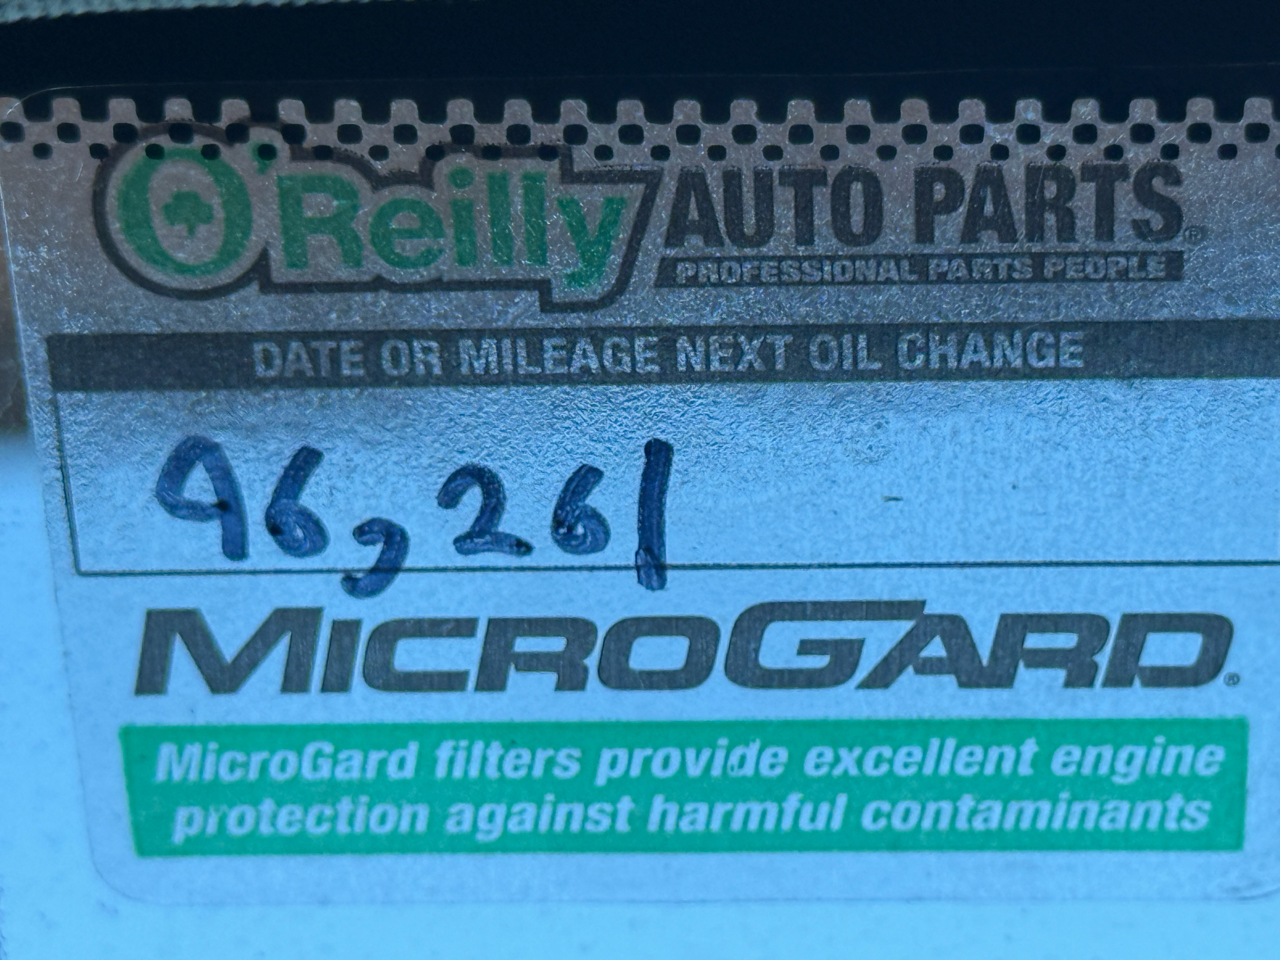 O'Reilly AUTO PARTS®
PROFESSIONAL PARTS PEOPLE
DATE OR MILEAGE NEXT OIL CHANGE
96,261
MICROGARD®
MicroGard filters provide excellent engine
protection against harmful contaminants